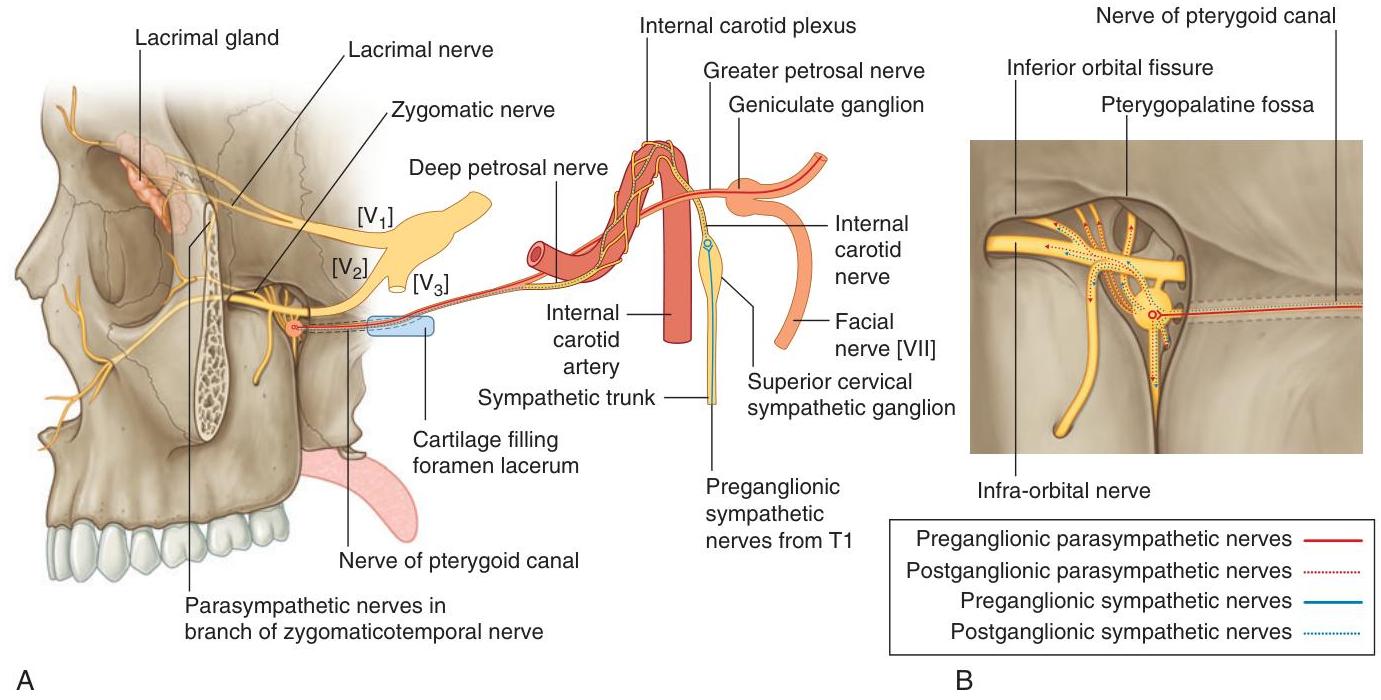 Lacrimal gland
Lacrimal nerve
Zygomatic nerve
Deep petrosal nerve
Internal carotid plexus
Greater petrosal nerve
Geniculate ganglion
[V1]
[V2]
[V3]
Internal
carotid
nerve
Internal
carotid
artery
Facial
nerve [VII]
Superior cervical
sympathetic ganglion
Sympathetic trunk
Cartilage filling
foramen lacerum
Preganglionic
sympathetic
nerves from T1
Nerve of pterygoid canal
Parasympathetic nerves in
branch of zygomaticotemporal nerve
A
Nerve of pterygoid canal
Inferior orbital fissure
Pterygopalatine fossa
Infra-orbital nerve
Preganglionic parasympathetic nerves
Postganglionic parasympathetic nerves
Preganglionic sympathetic nerves
Postganglionic sympathetic nerves
B